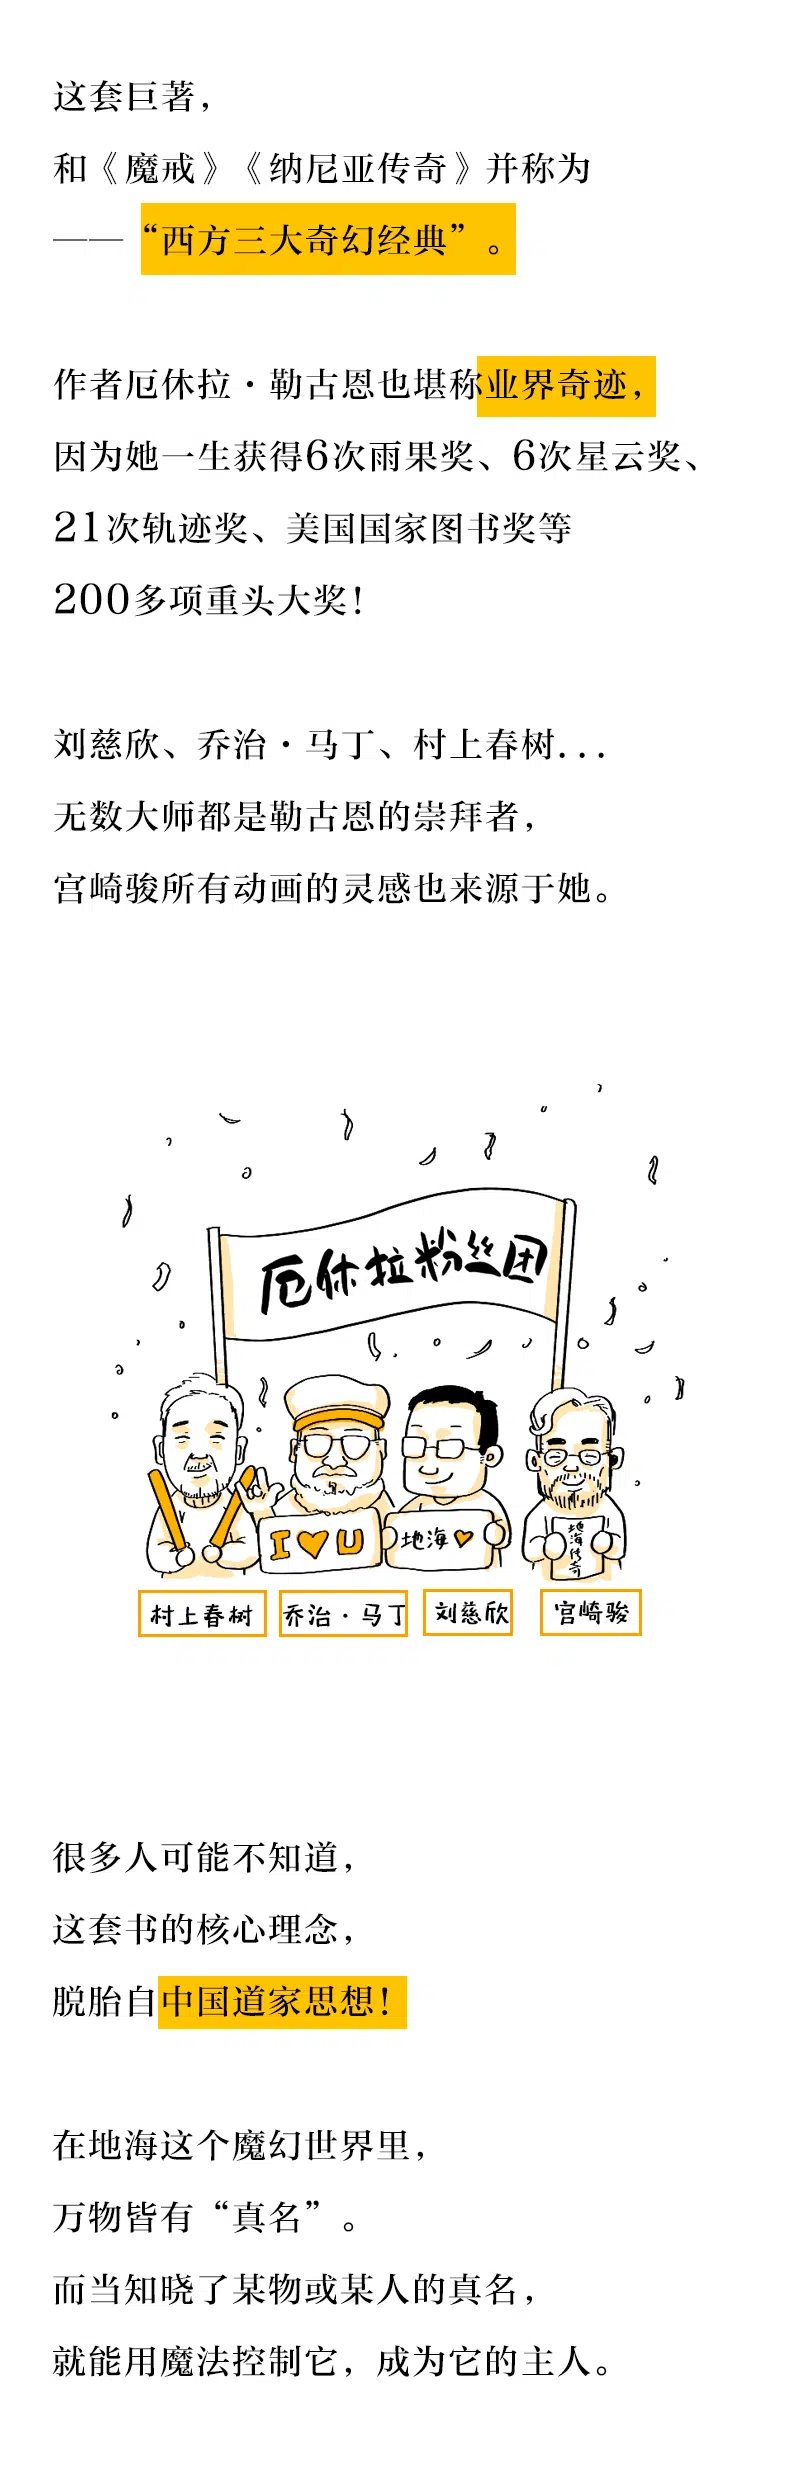 这套巨著，
和《魔戒》《纳尼亚传奇》并称为
——“西方三大奇幻经典”。
作者厄休拉·勒古恩也堪称业界奇迹，
因为她一生获得6次雨果奖、6次星云奖、
21次轨迹奖、美国国家图书奖等
200多项重头大奖！
刘慈欣、乔治·马丁、村上春树...
无数大师都是勒古恩的崇拜者，
宫崎骏所有动画的灵感也来源于她。
厄休拉粉丝团
I♥U
地海♥
地海传奇
村上春树
乔治·马丁
刘慈欣
宫崎骏
很多人可能不知道，
这套书的核心理念，
脱胎自中国道家思想！
在地海这个魔幻世界里，
万物皆有“真名”。
而当知晓了某物或某人的真名，
就能用魔法控制它，成为它的主人。